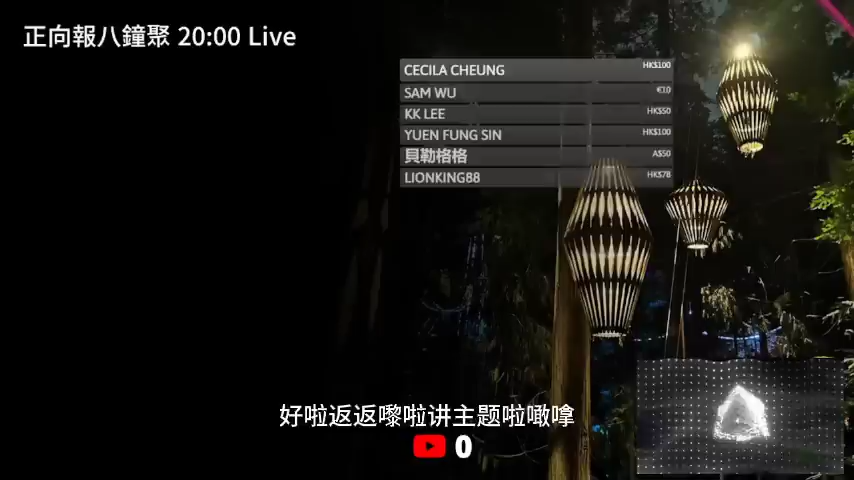 正向報八鐘聚 20:00 Live
CECILA CHEUNG HK$100
SAM WU €10
KK LEE HK$50
YUEN FUNG SIN HK$100
貝勒格格 A$50
LIONKING88 HK$78
好啦返返嚟啦讲主题啦噉嗱
0